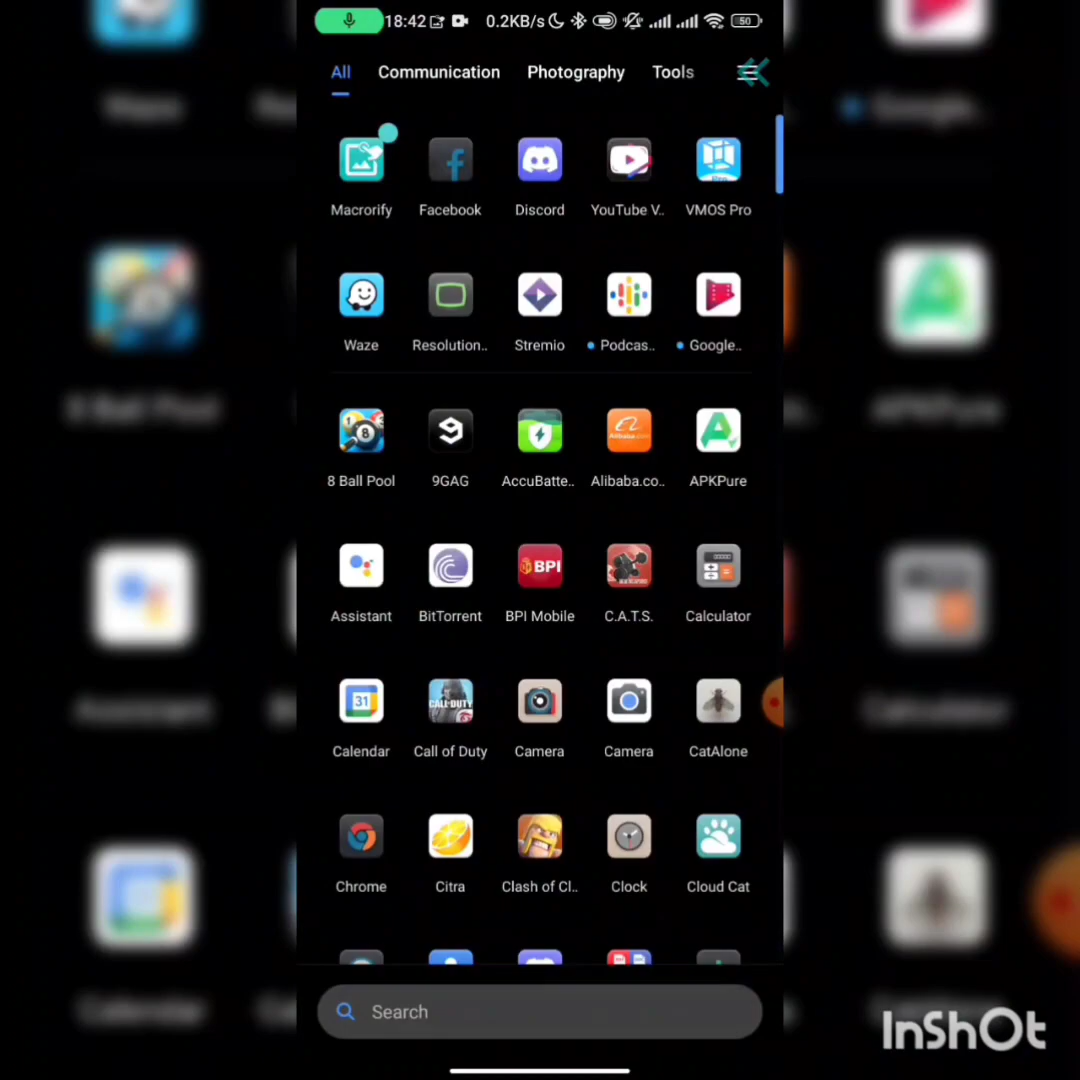 18:42 0.2KB/s 50
All Communication Photography Tools
Macrorify Facebook Discord YouTube V.. VMOS Pro
Waze Resolution.. Stremio Podcas.. Google..
8 Ball Pool 9GAG AccuBatte.. Alibaba.co.. APKPure
Assistant BitTorrent BPI Mobile C.A.T.S. Calculator
Calendar Call of Duty Camera Camera CatAlone
Chrome Citra Clash of Cl.. Clock Cloud Cat
Search
InShOt